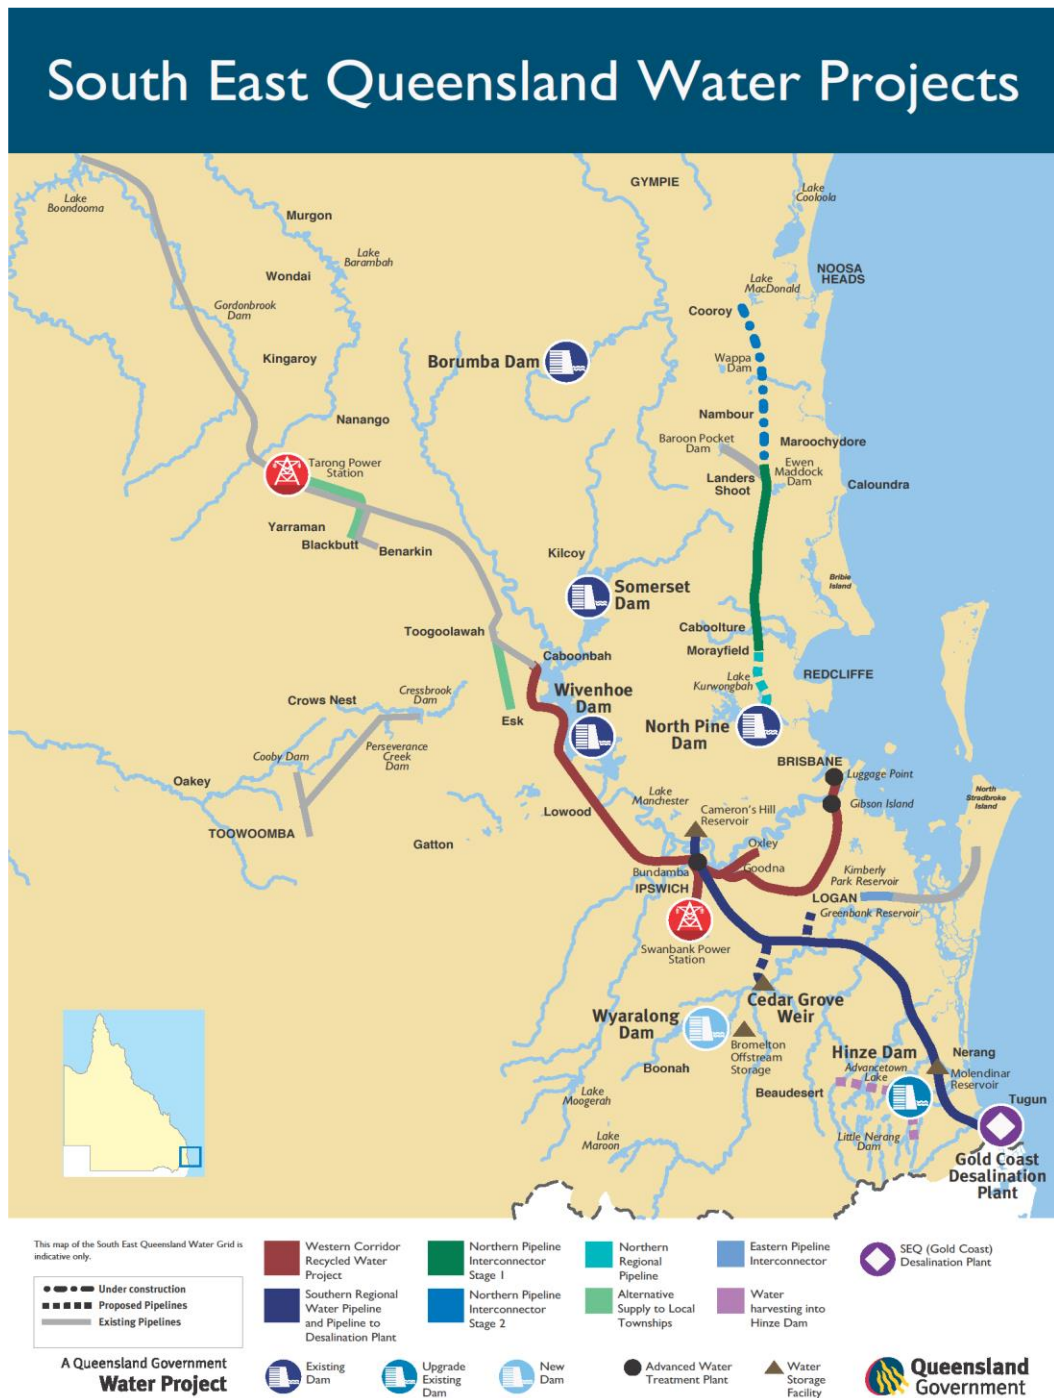 South East Queensland Water Projects
GYMPIE
Lake
Cooloola
Lake
Boondooma
Murgon
Lake
Barambah
Wondai
NOOSA
HEADS
Lake
MacDonald
Gordonbrook
Dam
Cooroy
Kingaroy
Borumba Dam
Wappa
Dam
Nanango
Nambour
Maroochydore
Baroon Pocket
Dam
Tarong Power
Station
Ewen
Maddock
Dam
Landers
Shoot
Caloundra
Yarraman
Blackbutt
Benarkin
Kilcoy
Bribie
Island
Somerset
Dam
Toogoolawah
Caboolture
Morayfield
Caboonbah
Lake
Kurwongbah
REDCLIFFE
Wivenhoe
Dam
Crows Nest
Cressbrook
Dam
Esk
North Pine
Dam
Cooby Dam
Perseverance
Creek
Dam
BRISBANE
Luggage Point
Oakey
Lake
Manchester
Gibson Island
North
Stradbroke
Island
Lowood
Cameron's Hill
Reservoir
TOOWOOMBA
Gatton
Oxley
Bundamba
Goodna
Kimberly
Park Reservoir
IPSWICH
LOGAN
Greenbank Reservoir
Swanbank Power
Station
Cedar Grove
Weir
Wyaralong
Dam
Bromelton
Offstream
Storage
Hinze Dam
Advancetown
Lake
Nerang
Molendinar
Reservoir
Boonah
Beaudesert
Lake
Moogerah
Tugun
Lake
Maroon
Little Nerang
Dam
Gold Coast
Desalination
Plant
This map of the South East Queensland Water Grid is
indicative only.
Under construction
Proposed Pipelines
Existing Pipelines
A Queensland Government
Water Project
Western Corridor
Recycled Water
Project
Northern Pipeline
Interconnector
Stage 1
Northern
Regional
Pipeline
Eastern Pipeline
Interconnector
SEQ (Gold Coast)
Desalination Plant
Southern Regional
Water Pipeline
and Pipeline to
Desalination Plant
Northern Pipeline
Interconnector
Stage 2
Alternative
Supply to Local
Townships
Water
harvesting into
Hinze Dam
Existing
Dam
Upgrade
Existing
Dam
New
Dam
Advanced Water
Treatment Plant
Water
Storage
Facility
Queensland
Government